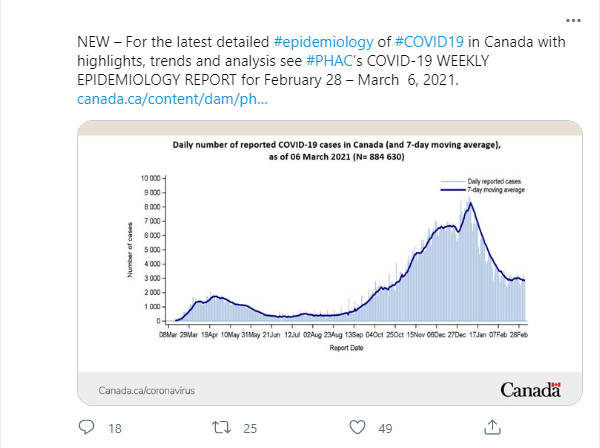 NEW – For the latest detailed #epidemiology of #COVID19 in Canada with
highlights, trends and analysis see #PHAC's COVID-19 WEEKLY
EPIDEMIOLOGY REPORT for February 28 – March  6, 2021.
canada.ca/content/dam/ph...
Daily number of reported COVID-19 cases in Canada (and 7-day moving average),
as of 06 March 2021 (N= 884 630)
Daily reported cases
7-day moving average
Number of cases
10 000
9 000
8 000
7 000
6 000
5 000
4 000
3 000
2 000
1 000
0
08Mar 29Mar 19Apr 10May 31May 21Jun 12Jul 02Aug 23Aug 13Sep 04Oct 25Oct 15Nov 06Dec 27Dec 17Jan 07Feb 28Feb
Report Date
Canada.ca/coronavirus
Canada
18 25 49